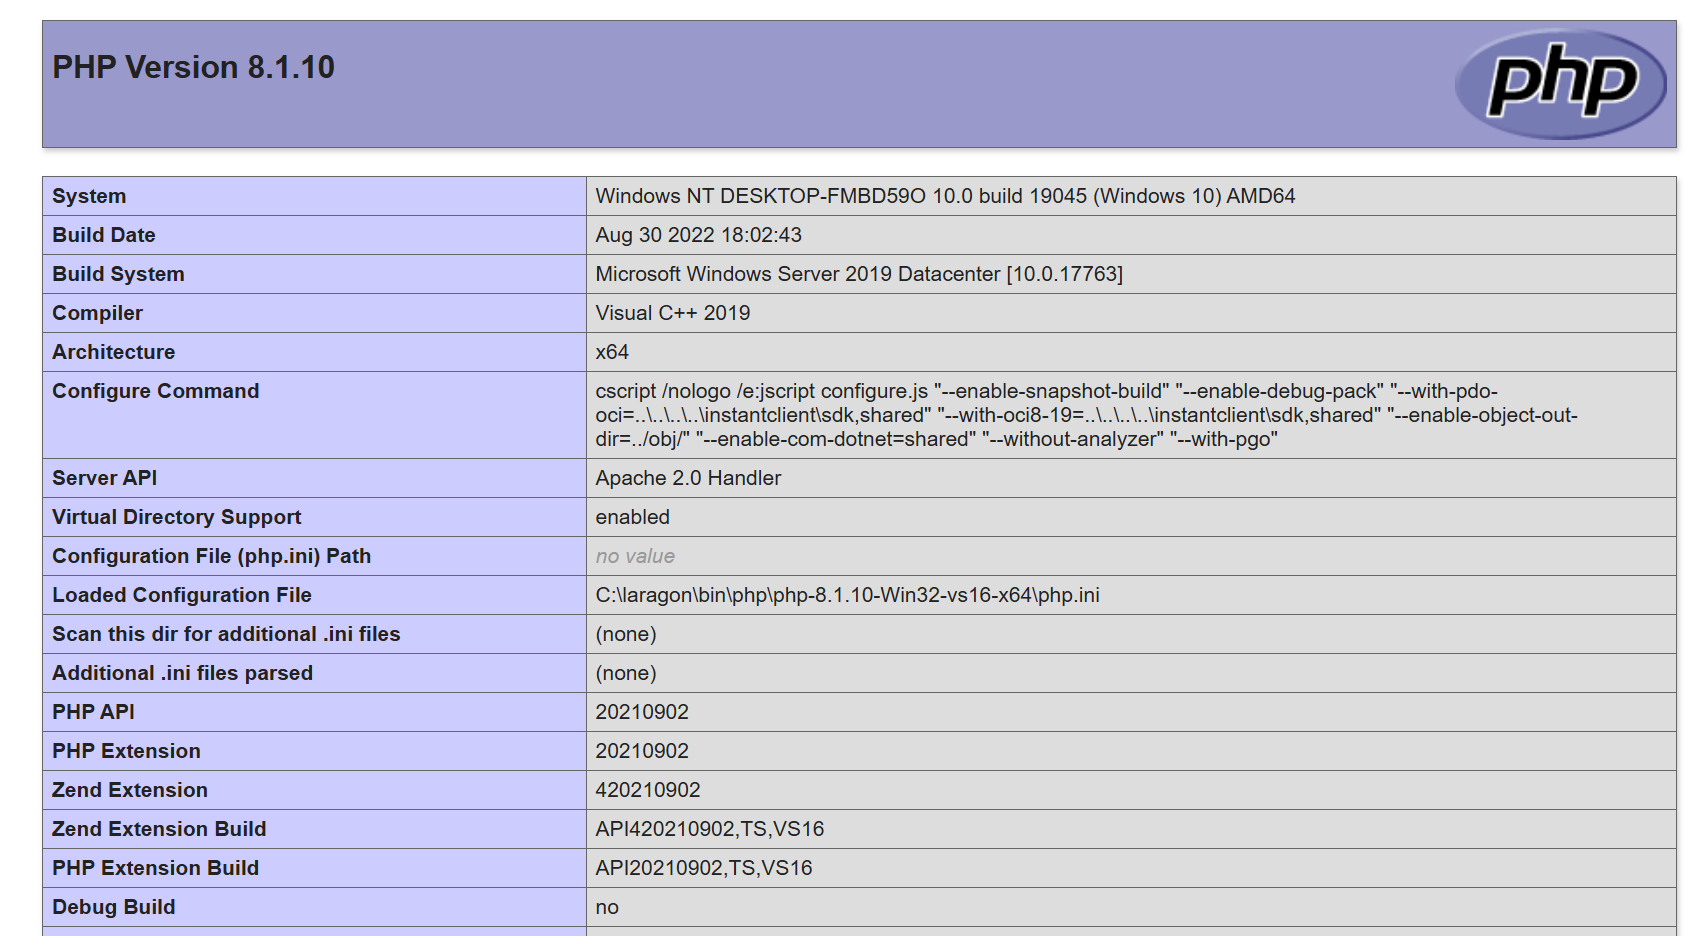 PHP Version 8.1.10
php
System Windows NT DESKTOP-FMBD59O 10.0 build 19045 (Windows 10) AMD64
Build Date Aug 30 2022 18:02:43
Build System Microsoft Windows Server 2019 Datacenter [10.0.17763]
Compiler Visual C++ 2019
Architecture x64
Configure Command cscript /nologo /e:jscript configure.js "--enable-snapshot-build" "--enable-debug-pack" "--with-pdo-
oci=..\..\..\..\instantclient\sdk,shared" "--with-oci8-19=..\..\..\..\instantclient\sdk,shared" "--enable-object-out-
dir=../obj/" "--enable-com-dotnet=shared" "--without-analyzer" "--with-pgo"
Server API Apache 2.0 Handler
Virtual Directory Support enabled
Configuration File (php.ini) Path no value
Loaded Configuration File C:\laragon\bin\php\php-8.1.10-Win32-vs16-x64\php.ini
Scan this dir for additional .ini files (none)
Additional .ini files parsed (none)
PHP API 20210902
PHP Extension 20210902
Zend Extension 420210902
Zend Extension Build API420210902,TS,VS16
PHP Extension Build API20210902,TS,VS16
Debug Build no